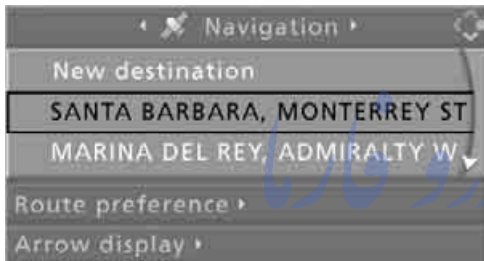 Navigation
New destination
SANTA BARBARA, MONTERREY ST
MARINA DEL REY, ADMIRALTY W
Route preference
Arrow display